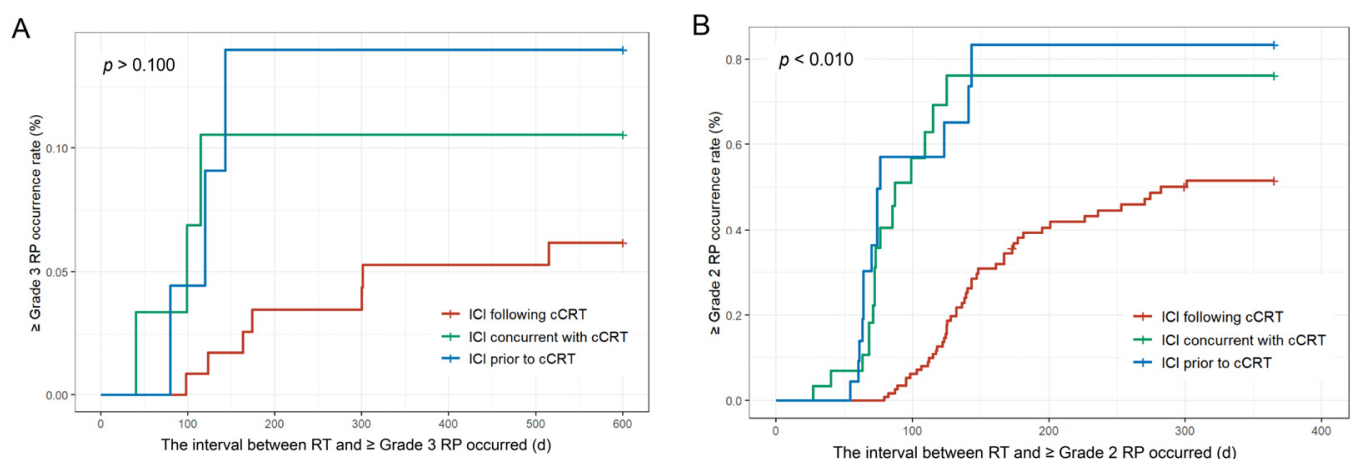 A
p > 0.100
≥ Grade 3 RP occurrence rate (%)
0.10
0.05
0.00
ICI following cCRT
ICI concurrent with cCRT
ICI prior to cCRT
0 100 200 300 400 500 600
The interval between RT and ≥ Grade 3 RP occurred (d)
B
p < 0.010
≥ Grade 2 RP occurrence rate (%)
0.8
0.6
0.4
0.2
0.0
ICI following cCRT
ICI concurrent with cCRT
ICI prior to cCRT
0 100 200 300 400
The interval between RT and ≥ Grade 2 RP occurred (d)